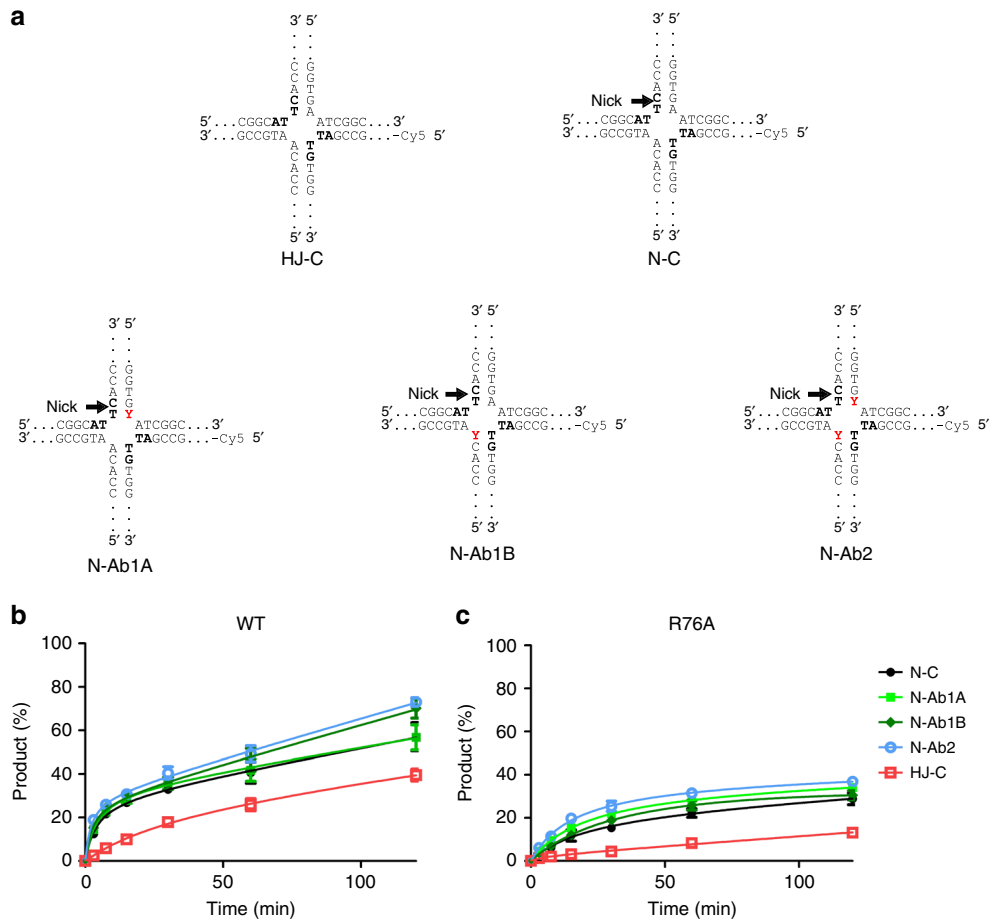 a
3′ 5′
. .
. .
. .
C G
C G
A T
C G
T A
5′...CGGCAT ATCGGC...3′
3′...GCCGTA TAGCCG...-Cy5 5′
A T
C G
A T
C G
C G
. .
. .
. .
5′ 3′
HJ-C
3′ 5′
. .
. .
. .
C G
C G
A T
Nick C G
T A
5′...CGGCAT ATCGGC...3′
3′...GCCGTA TAGCCG...-Cy5 5′
A T
C G
A T
C G
C G
. .
. .
. .
5′ 3′
N-C
3′ 5′
. .
. .
. .
C G
C G
A T
Nick C G
T Y
5′...CGGCAT ATCGGC...3′
3′...GCCGTA TAGCCG...-Cy5 5′
A T
C G
A T
C G
C G
. .
. .
. .
5′ 3′
N-Ab1A
3′ 5′
. .
. .
. .
C G
C G
A T
Nick C G
T A
5′...CGGCAT ATCGGC...3′
3′...GCCGTA TAGCCG...-Cy5 5′
Y T
C G
A T
C G
C G
. .
. .
. .
5′ 3′
N-Ab1B
3′ 5′
. .
. .
. .
C G
C G
A T
Nick C G
T Y
5′...CGGCAT ATCGGC...3′
3′...GCCGTA TAGCCG...-Cy5 5′
Y T
C G
A T
C G
C G
. .
. .
. .
5′ 3′
N-Ab2
b
WT
Product (%)
100
80
60
40
20
0
0 50 100
Time (min)
c
R76A
Product (%)
100
80
60
40
20
0
0 50 100
Time (min)
N-C
N-Ab1A
N-Ab1B
N-Ab2
HJ-C